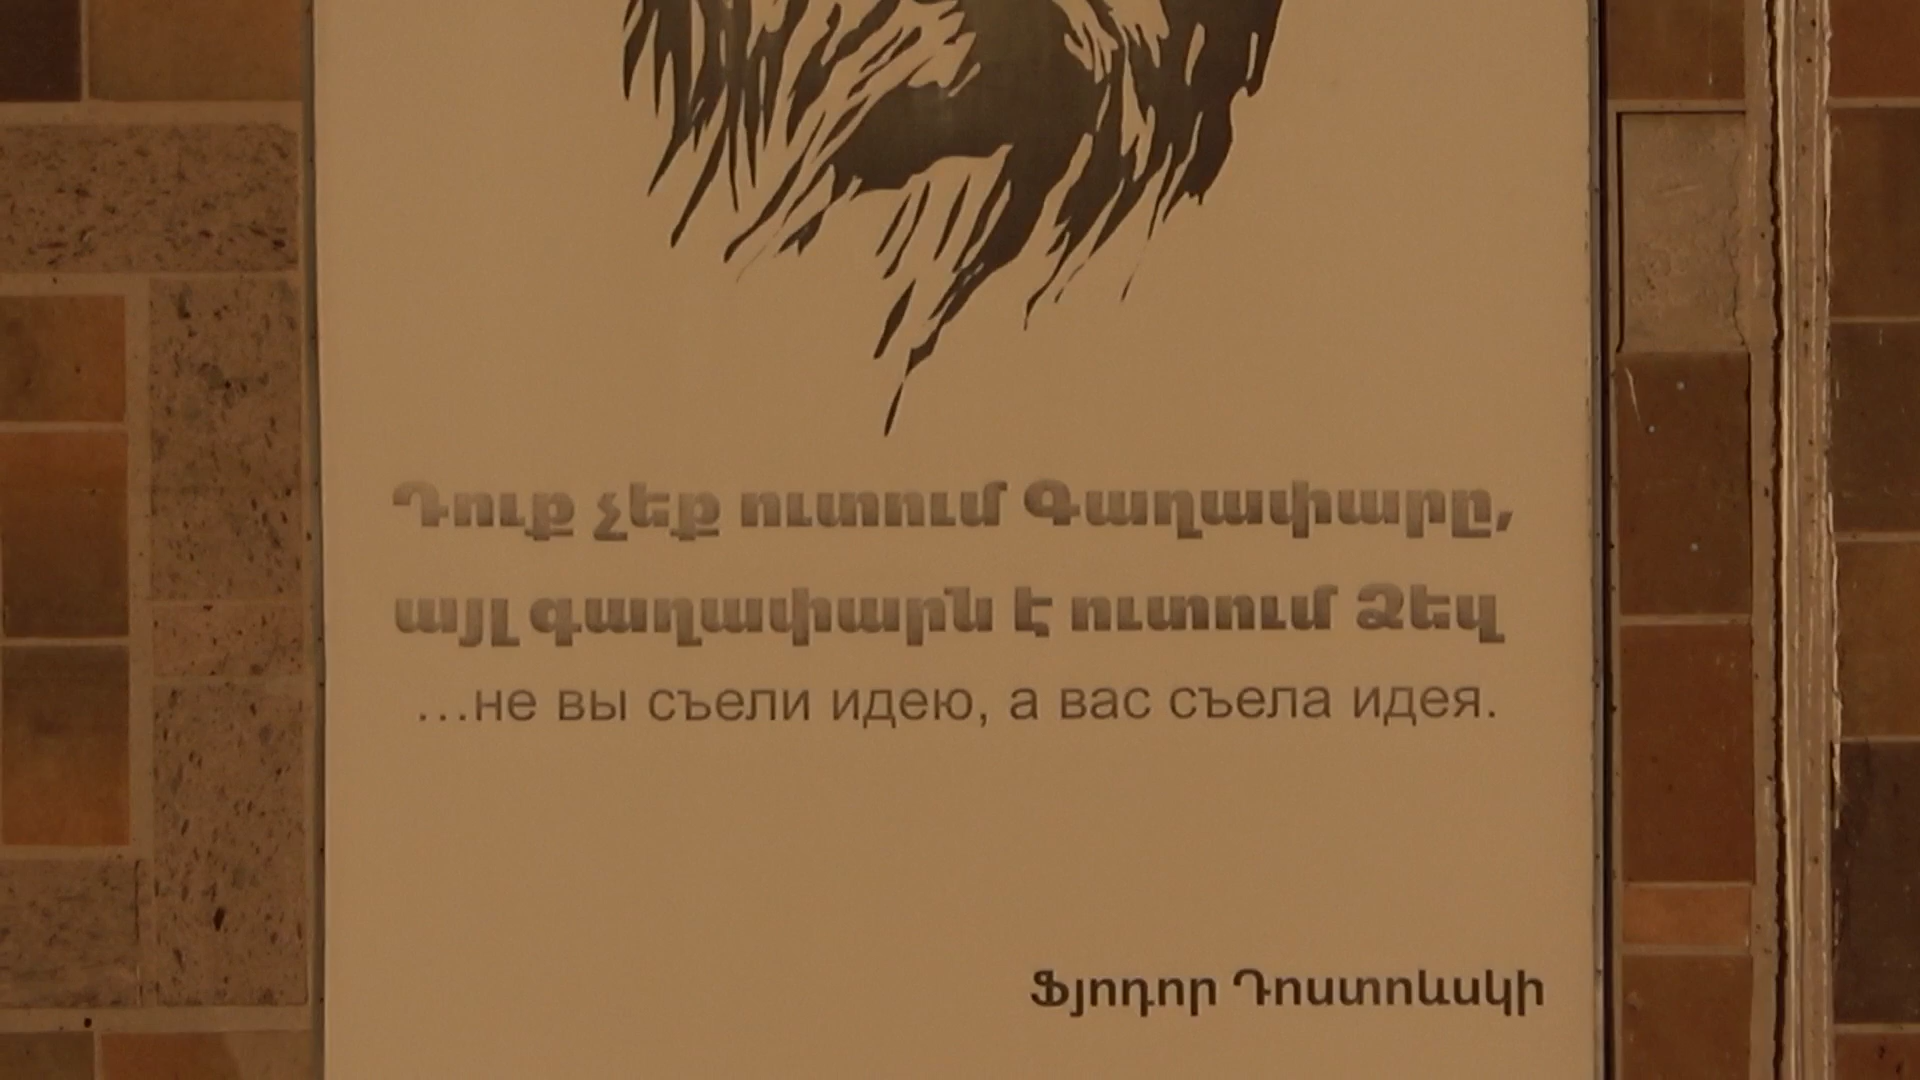 Դուք չեք ուտում Գաղափարը,
այլ գաղափարն է ուտում Ձեզ
...не вы съели идею, а вас съела идея.
Ֆյոդոր Դոստոևսկի